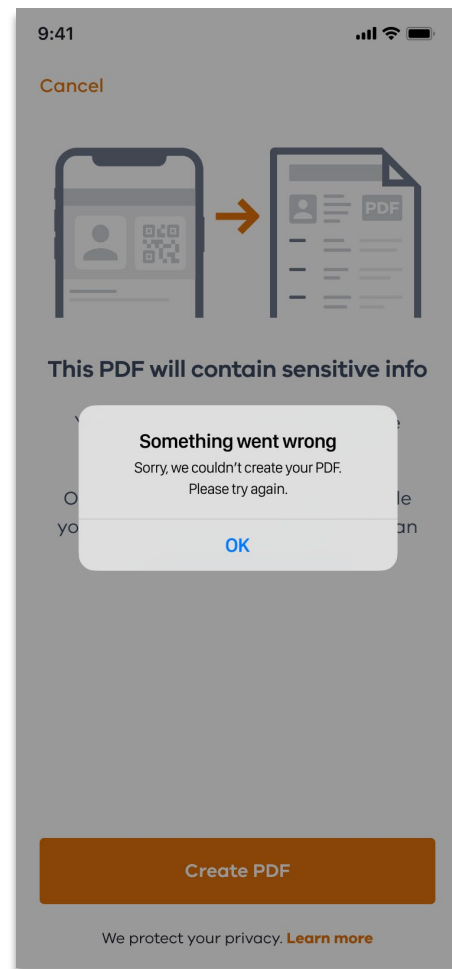 9:41
Cancel
PDF
This PDF will contain sensitive info
Something went wrong
Sorry, we couldn't create your PDF.
Please try again.
OK
Create PDF
We protect your privacy. Learn more